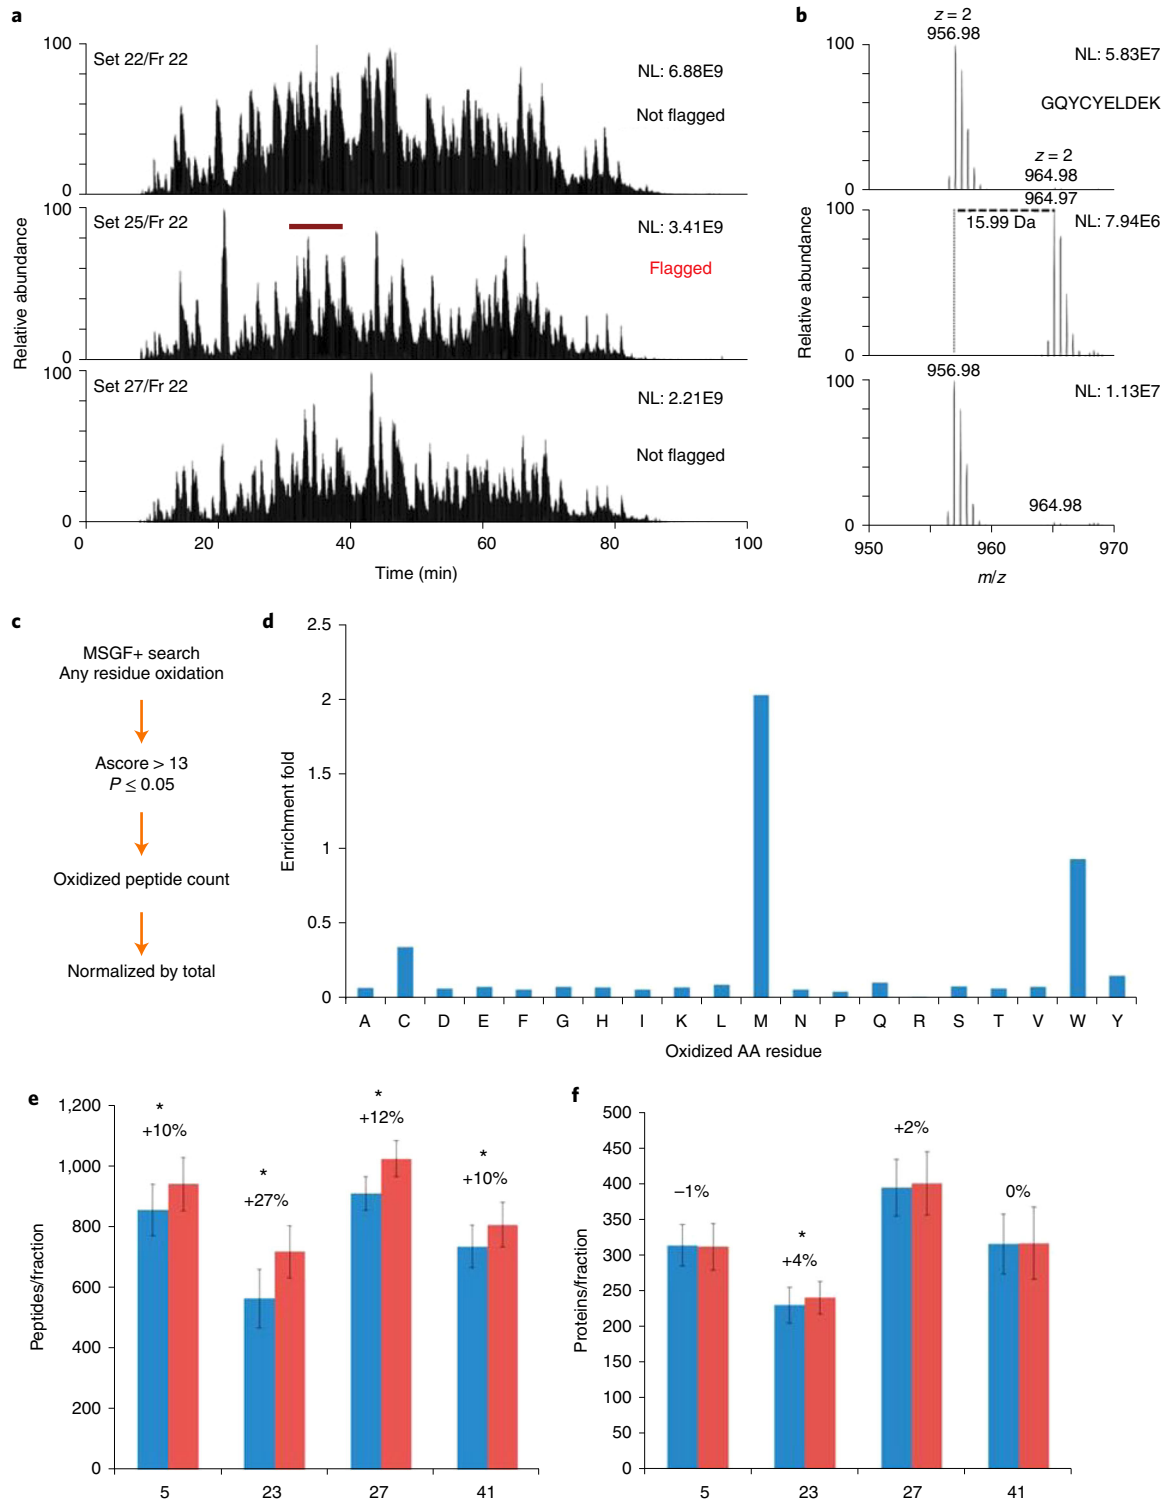 a
Set 22/Fr 22
NL: 6.88E9
Not flagged
100
0
Set 25/Fr 22
NL: 3.41E9
Flagged
100
0
Set 27/Fr 22
NL: 2.21E9
Not flagged
100
0
Relative abundance
0 20 40 60 80 100
Time (min)
b
z = 2
956.98
NL: 5.83E7
GQYCYELDEK
z = 2
964.98
100
0
964.97
15.99 Da
NL: 7.94E6
100
0
956.98
NL: 1.13E7
964.98
100
0
Relative abundance
950 960 970
m/z
c
MSGF+ search
Any residue oxidation
Ascore > 13
P ≤ 0.05
Oxidized peptide count
Normalized by total
d
2.5
2
1.5
1
0.5
0
Enrichment fold
A C D E F G H I K L M N P Q R S T V W Y
Oxidized AA residue
e
1,200
1,000
800
600
400
200
0
Peptides/fraction
*
+10%
*
+27%
*
+12%
*
+10%
5 23 27 41
f
500
450
400
350
300
250
200
150
100
50
0
Proteins/fraction
–1%
*
+4%
+2%
0%
5 23 27 41